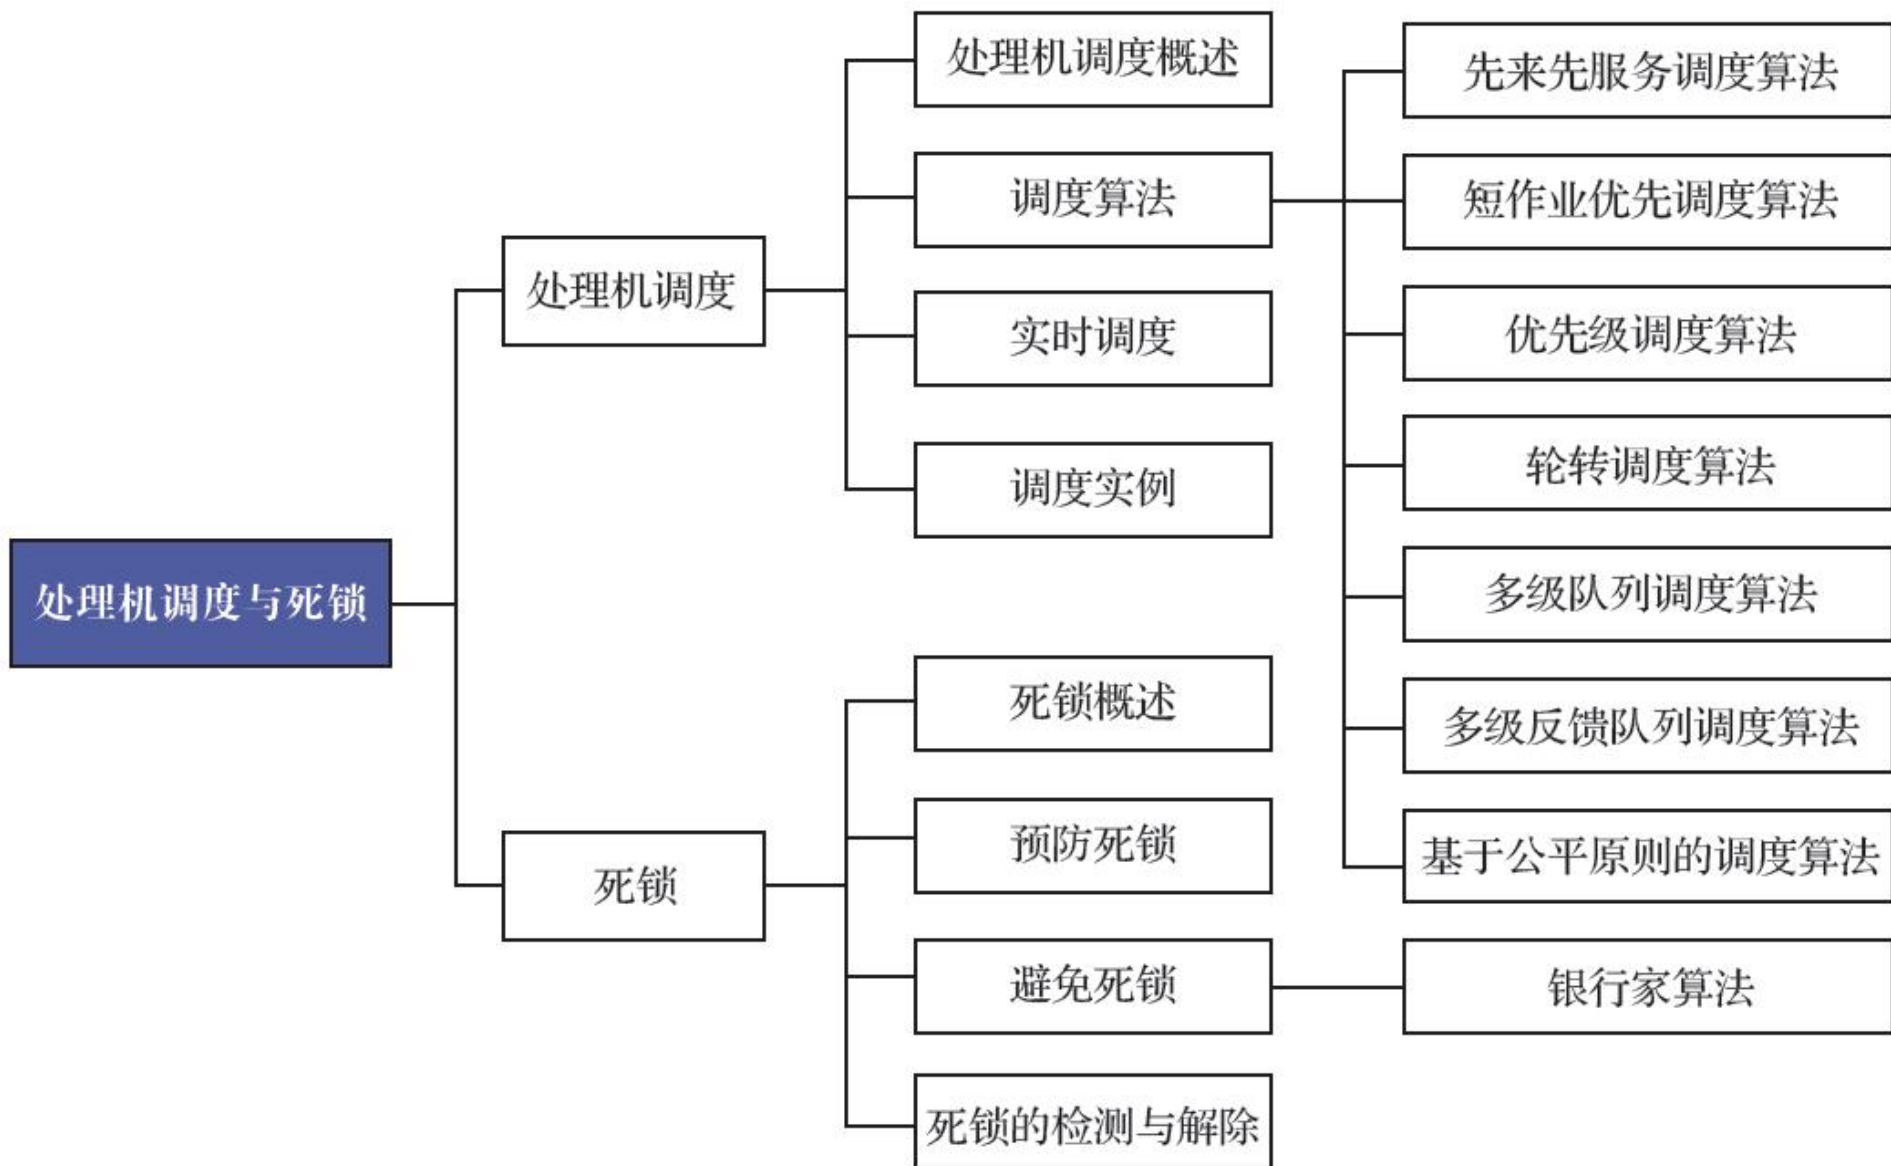 处理机调度与死锁
处理机调度
处理机调度概述
调度算法
先来先服务调度算法
短作业优先调度算法
优先级调度算法
轮转调度算法
多级队列调度算法
多级反馈队列调度算法
基于公平原则的调度算法
实时调度
调度实例
死锁
死锁概述
预防死锁
避免死锁
银行家算法
死锁的检测与解除